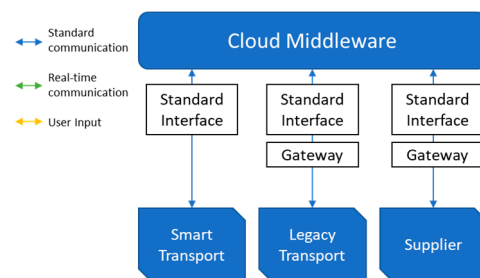 Standard
communication
Real-time
communication
User Input
Cloud Middleware
Standard
Interface
Standard
Interface
Standard
Interface
Gateway
Gateway
Smart
Transport
Legacy
Transport
Supplier